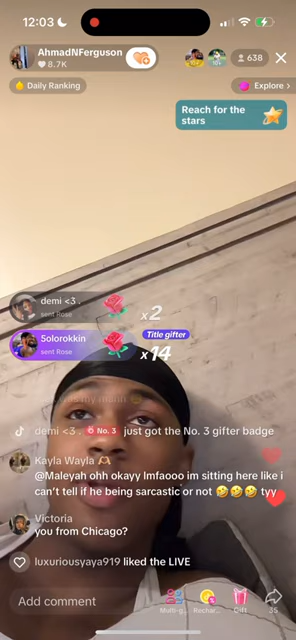 12:03
AhmadNFerguson
8.7K
638
Daily Ranking
Explore >
Reach for the
stars
demi <3 .
sent Rose
x2
Title gifter
Solorokkin
sent Rose
x14
demi <3 . No. 3 just got the No. 3 gifter badge
Kayla Wayla 🫶🏽
@Maleyah ohh okayy lmfaooo im sitting here like i
can't tell if he being sarcastic or not 🤣🤣🤣 tyy
Victoria
you from Chicago?
luxuriousyaya919 liked the LIVE
Add comment
Multi-g...
Rechar...
Gift
35